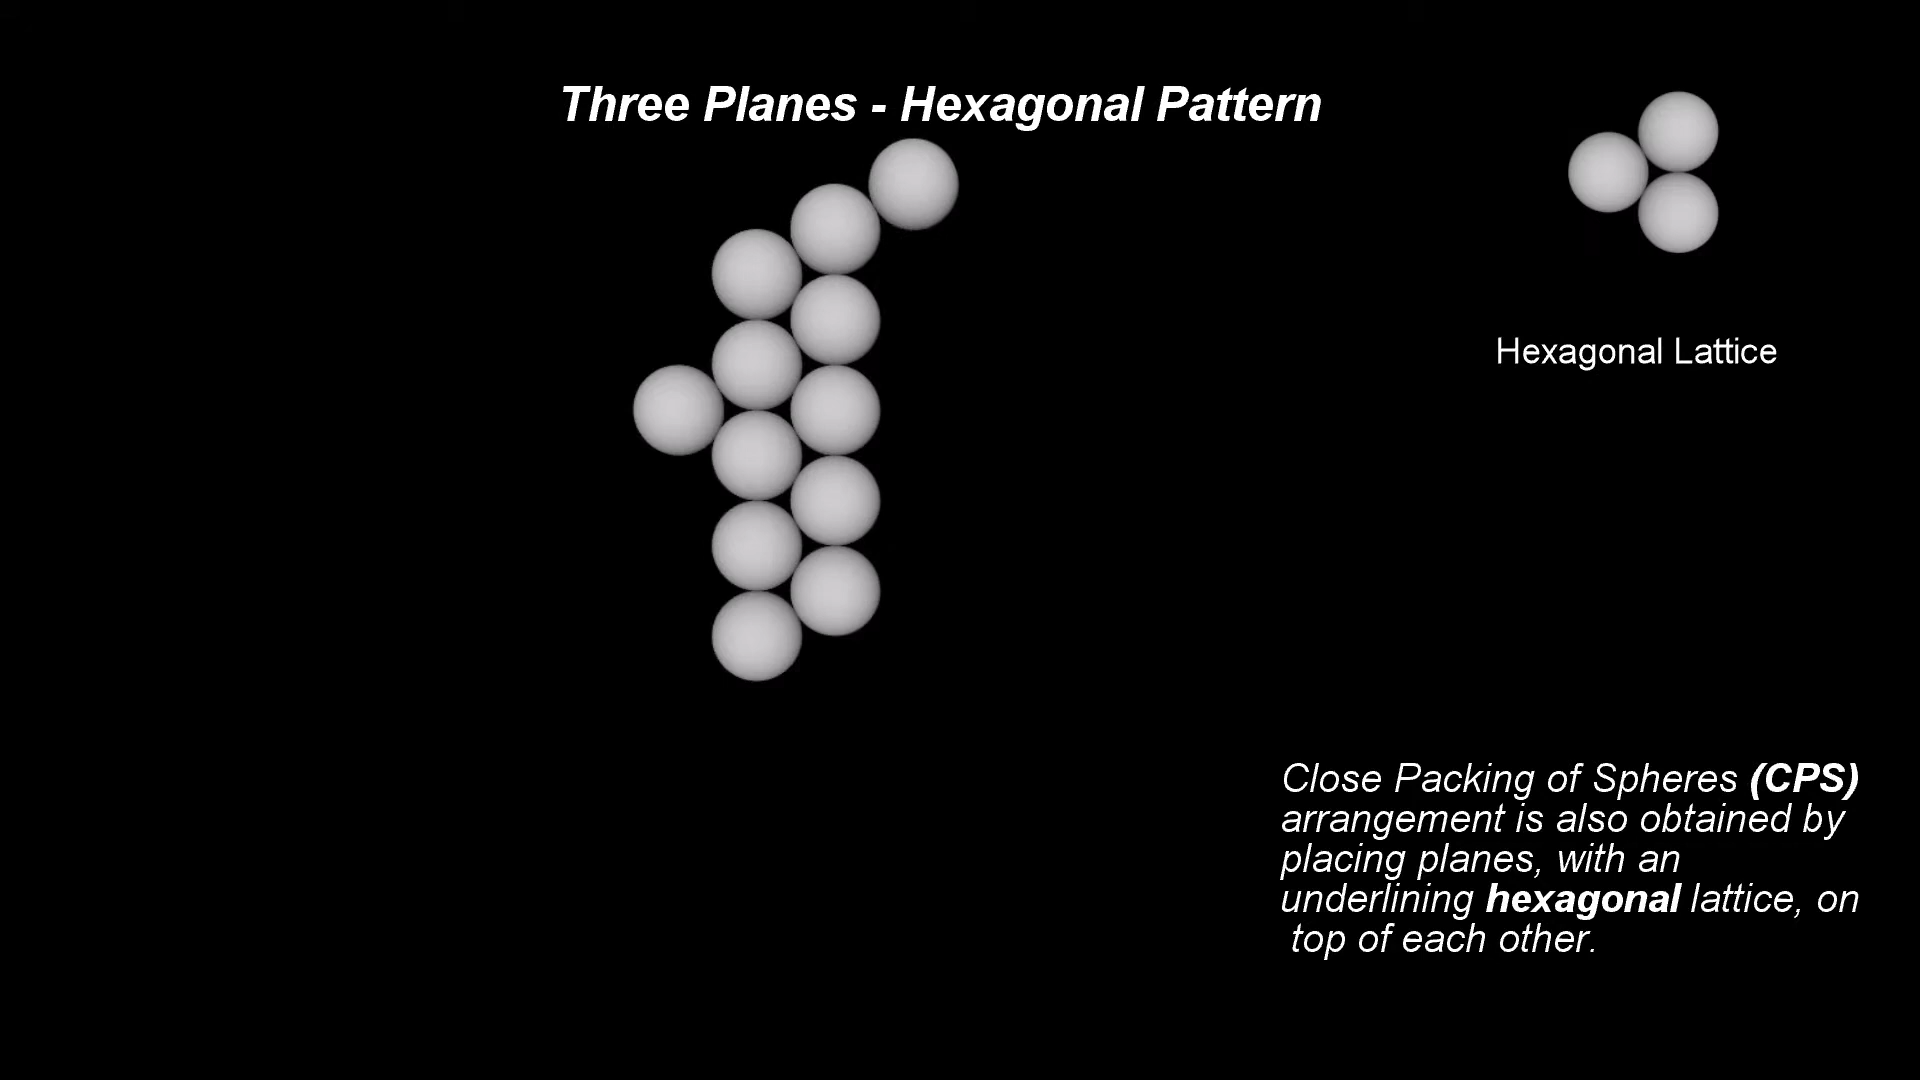 Three Planes - Hexagonal Pattern
Hexagonal Lattice
Close Packing of Spheres (CPS)
arrangement is also obtained by
placing planes, with an
underlining hexagonal lattice, on
top of each other.